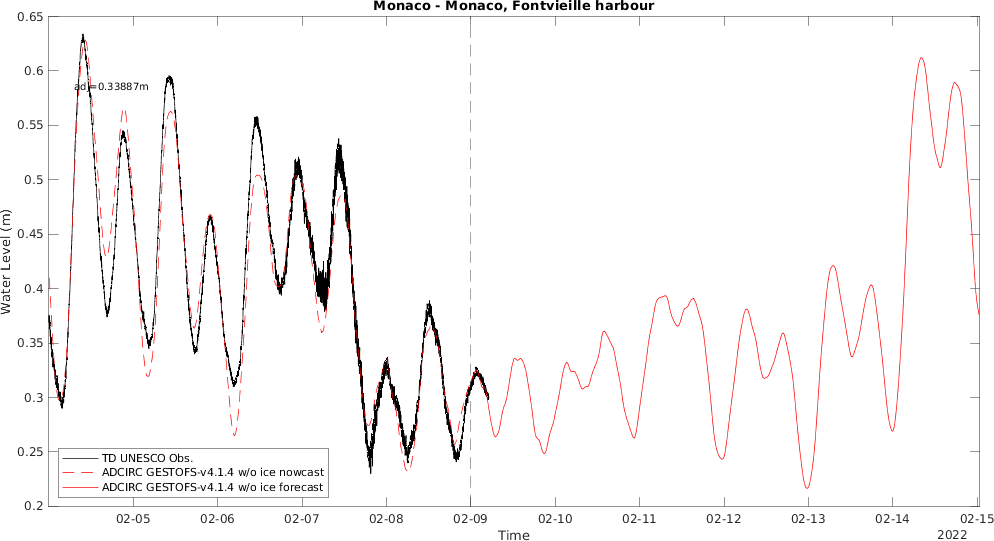 Monaco - Monaco, Fontvieille harbour
0.65
0.6
0.55
0.5
0.45
0.4
0.35
0.3
0.25
0.2
Water Level (m)
adj=0.33887m
TD UNESCO Obs.
ADCIRC GESTOFS-v4.1.4 w/o ice nowcast
ADCIRC GESTOFS-v4.1.4 w/o ice forecast
02-05 02-06 02-07 02-08 02-09 02-10 02-11 02-12 02-13 02-14 02-15
Time
2022